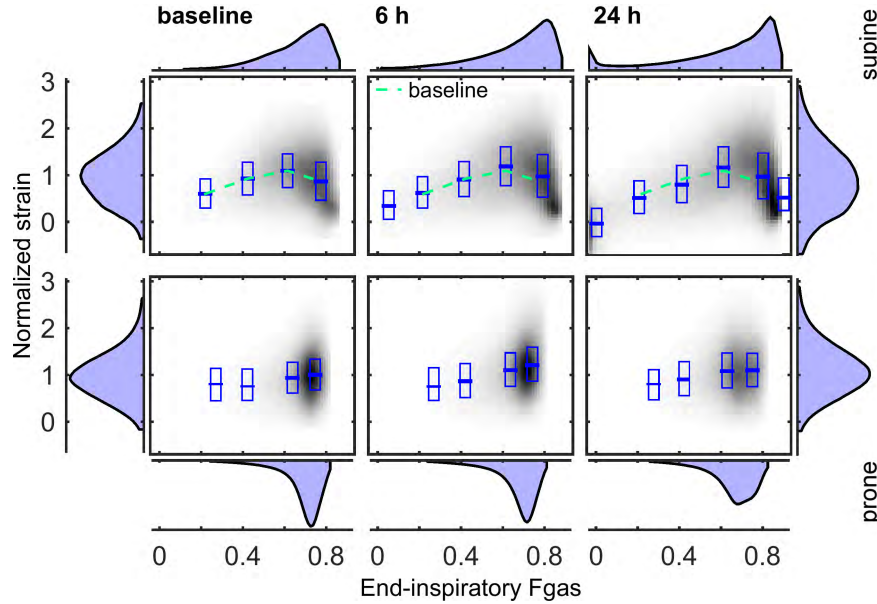 baseline 6 h 24 h
supine
3
2
1
0
baseline
Normalized strain
3
2
1
0
prone
0 0.4 0.8 0 0.4 0.8 0 0.4 0.8
End-inspiratory Fgas